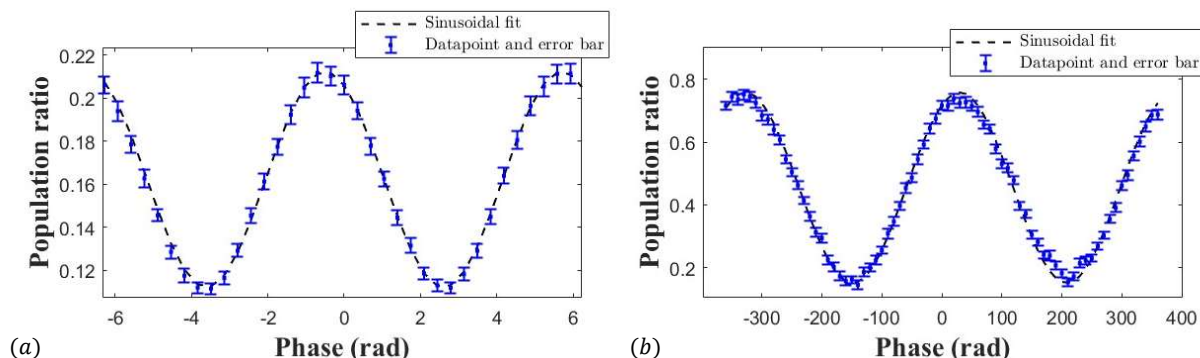 Sinusoidal fit
Datapoint and error bar
0.22
0.2
0.18
0.16
0.14
0.12
Population ratio
-6
-4
-2
0
2
4
6
Phase (rad)
(a)
Sinusoidal fit
Datapoint and error bar
0.8
0.6
0.4
0.2
Population ratio
-300
-200
-100
0
100
200
300
400
Phase (rad)
(b)